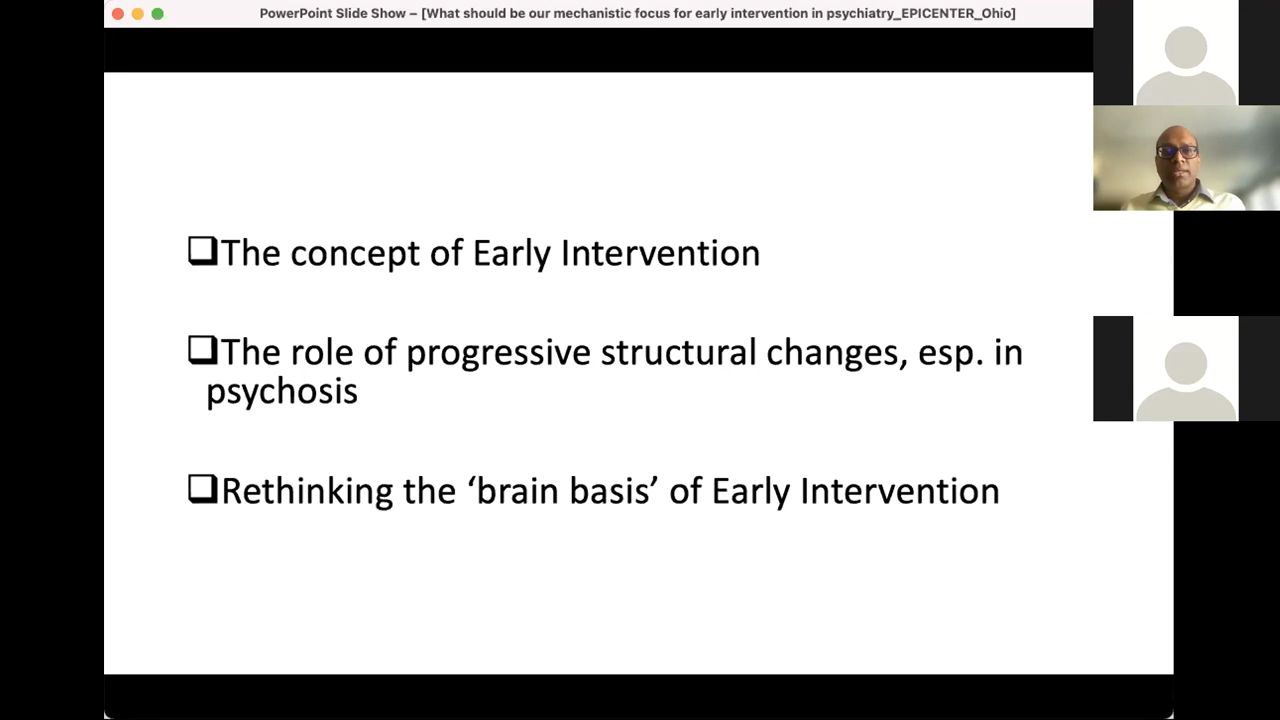 PowerPoint Slide Show – [What should be our mechanistic focus for early intervention in psychiatry_EPICENTER_Ohio]
❑The concept of Early Intervention
❑The role of progressive structural changes, esp. in
psychosis
❑Rethinking the ‘brain basis’ of Early Intervention